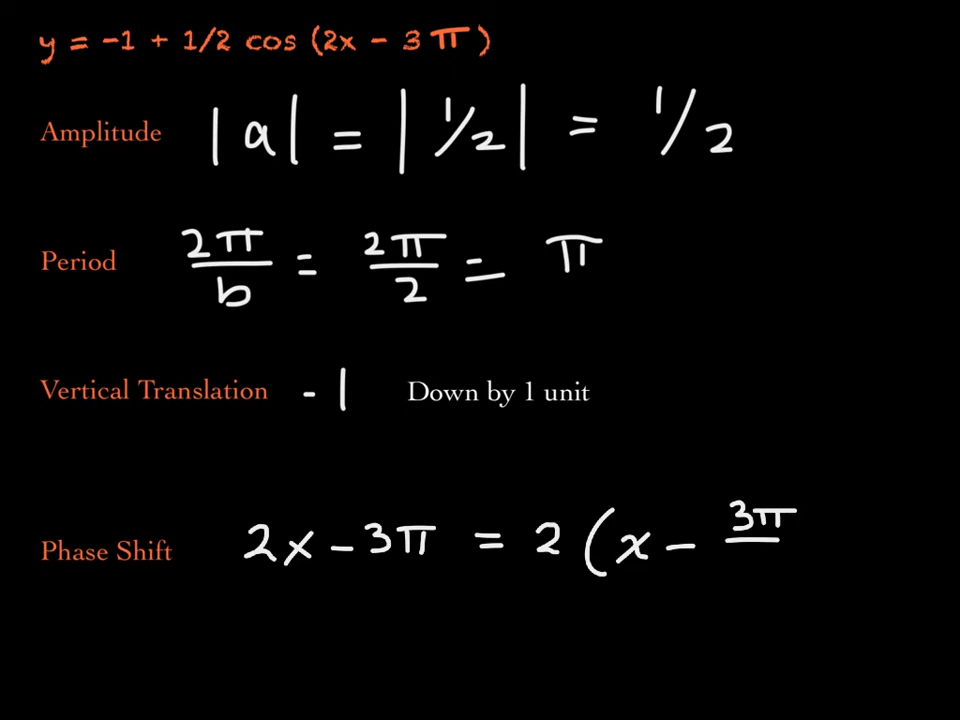 y = -1 + 1/2 cos (2x - 3π)
Amplitude |a| = |1/2| = 1/2
Period 2π/b = 2π/2 = π
Vertical Translation -1 Down by 1 unit
Phase Shift 2x - 3π = 2 (x - 3π/